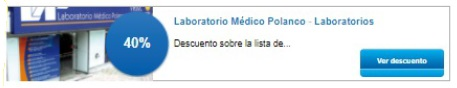 Laboratorio Médico Polanco
40%
Laboratorio Médico Polanco - Laboratorios
Descuento sobre la lista de...
Ver descuento